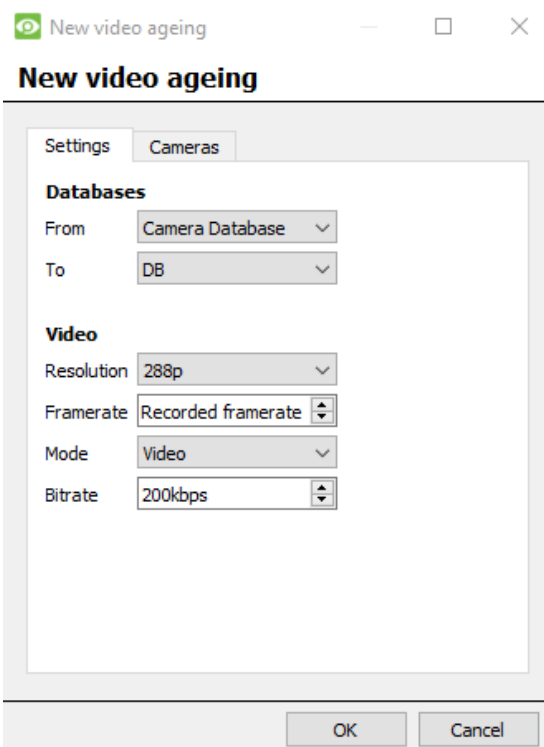 New video ageing
New video ageing
Settings Cameras
Databases
From Camera Database
To DB
Video
Resolution 288p
Framerate Recorded framerate
Mode Video
Bitrate 200kbps
OK Cancel